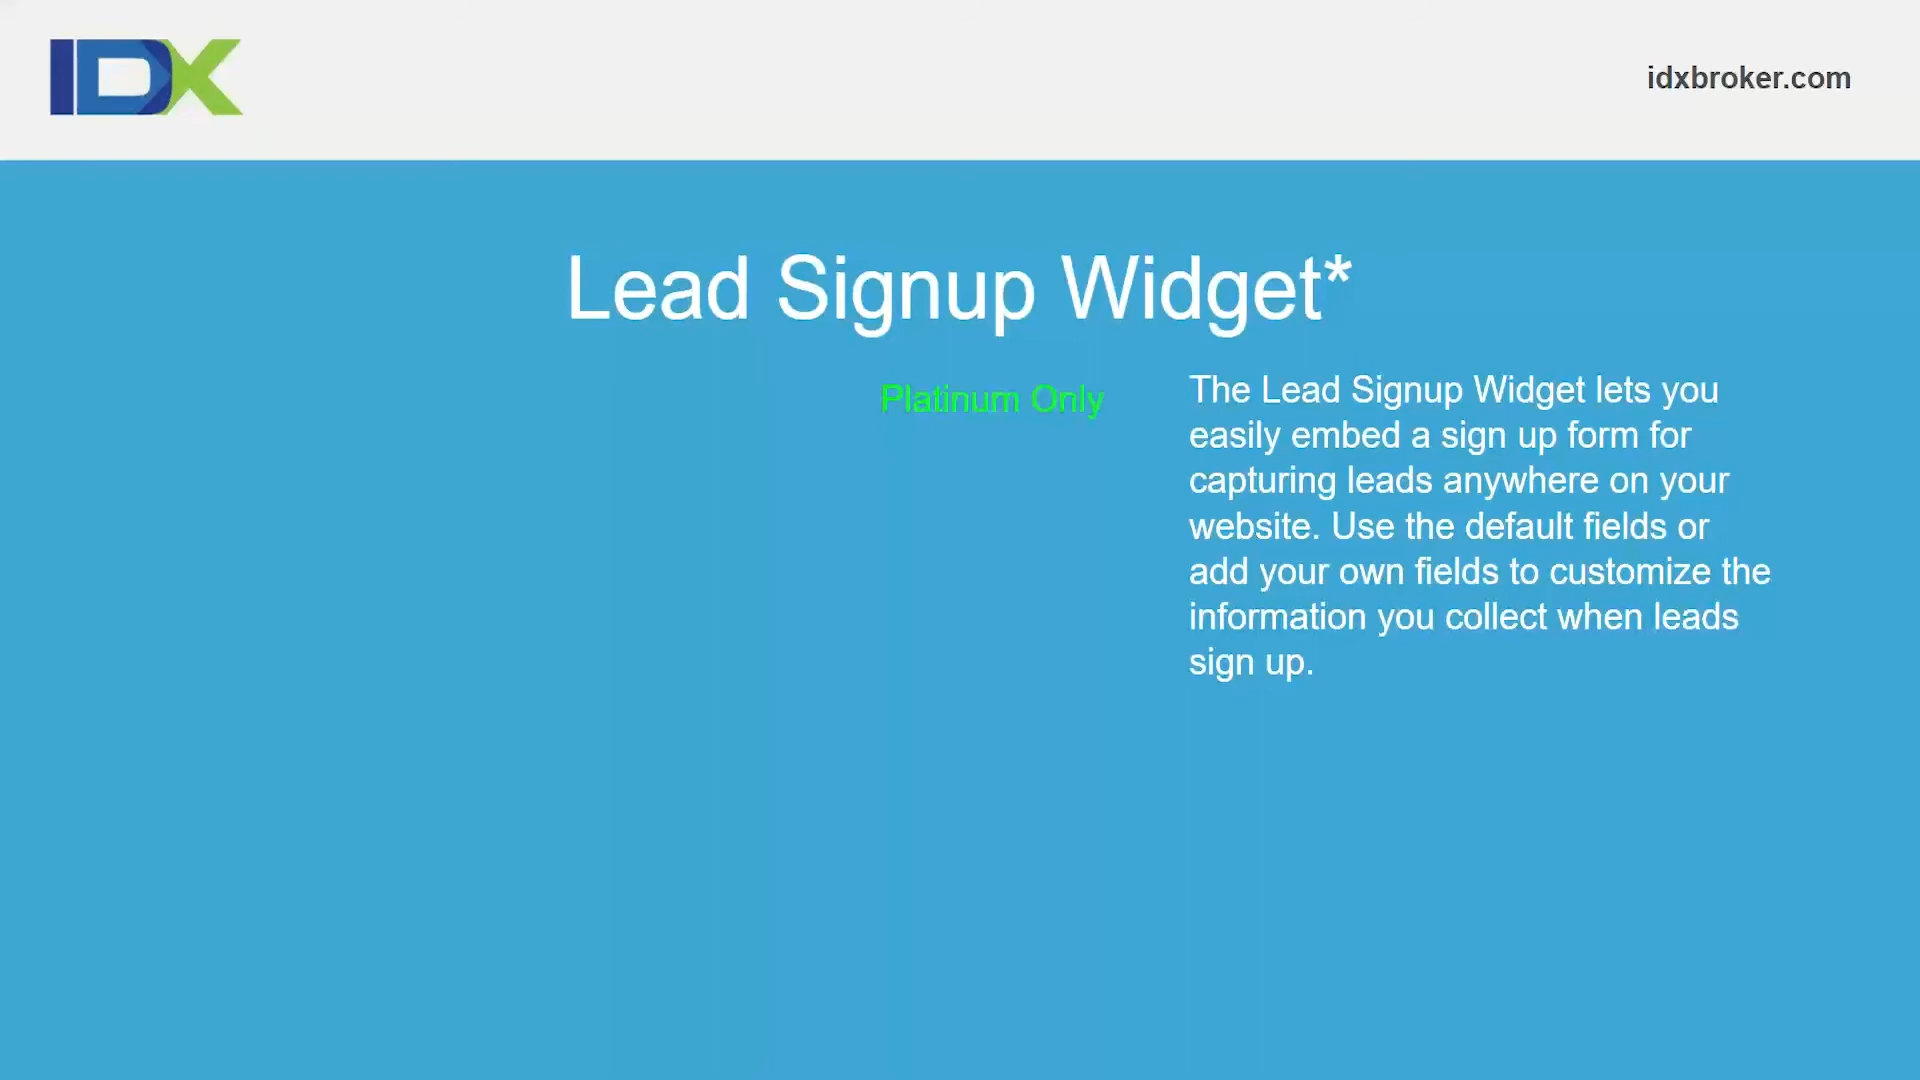 IDX
idxbroker.com
Lead Signup Widget*
Platinum Only
The Lead Signup Widget lets you
easily embed a sign up form for
capturing leads anywhere on your
website. Use the default fields or
add your own fields to customize the
information you collect when leads
sign up.